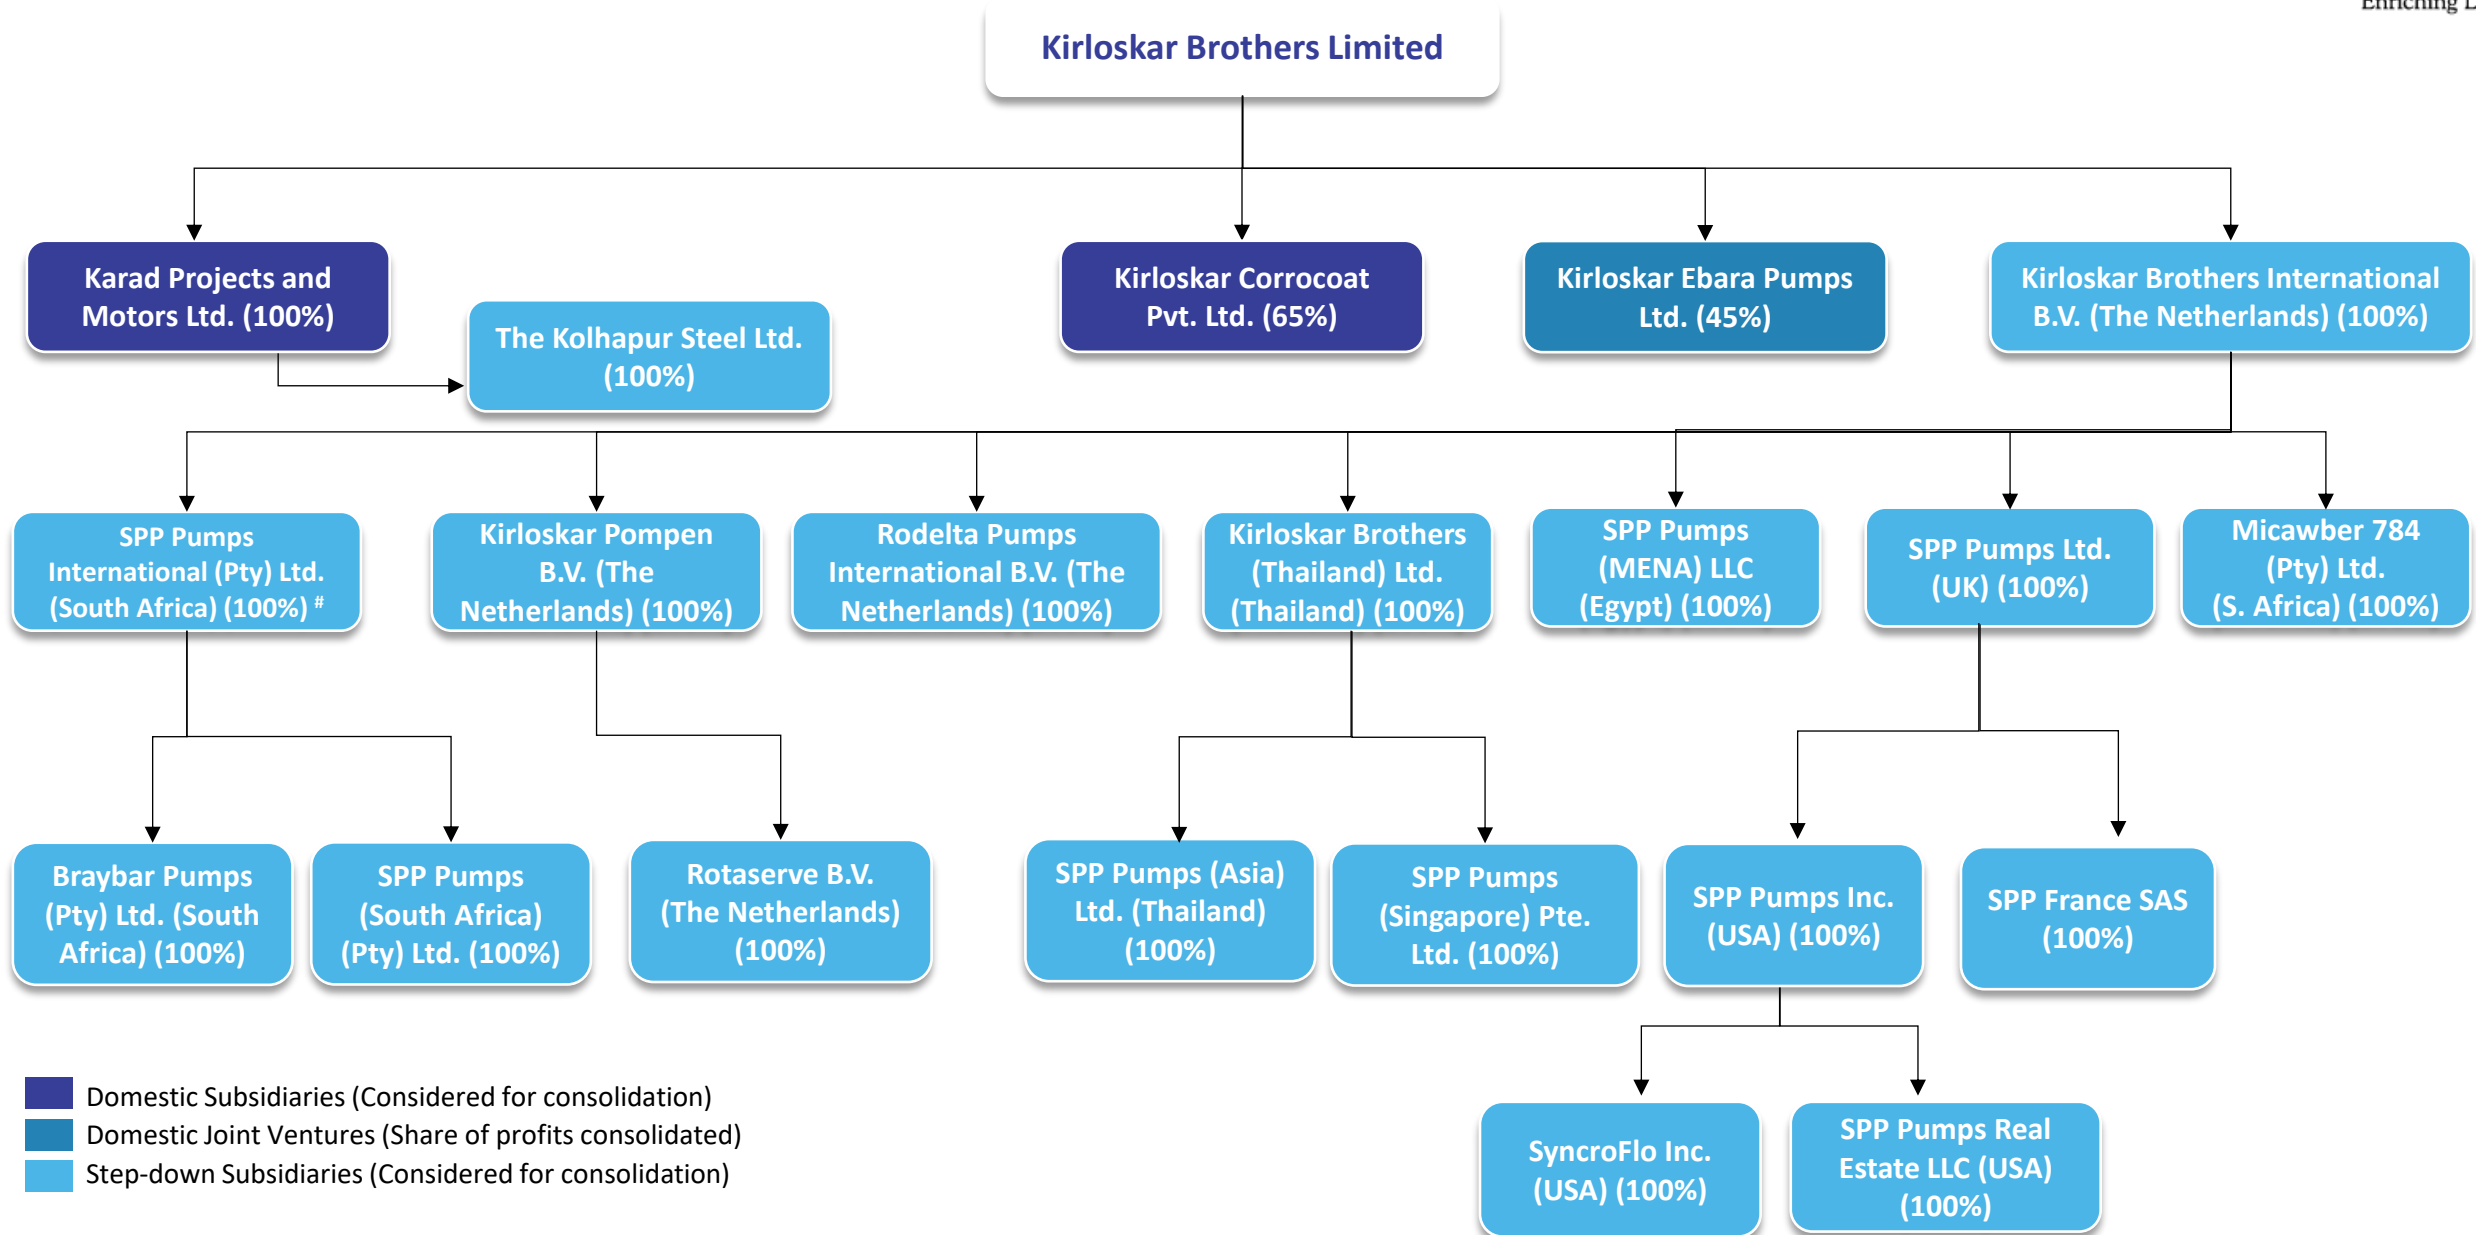 Enriching
Kirloskar Brothers Limited
Karad Projects and
Motors Ltd. (100%)
The Kolhapur Steel Ltd.
(100%)
Kirloskar Corrocoat
Pvt. Ltd. (65%)
Kirloskar Ebara Pumps
Ltd. (45%)
Kirloskar Brothers International
B.V. (The Netherlands) (100%)
SPP Pumps
International (Pty) Ltd.
(South Africa) (100%) #
Kirloskar Pompen
B.V. (The
Netherlands) (100%)
Rodelta Pumps
International B.V. (The
Netherlands) (100%)
Kirloskar Brothers
(Thailand) Ltd.
(Thailand) (100%)
SPP Pumps
(MENA) LLC
(Egypt) (100%)
SPP Pumps Ltd.
(UK) (100%)
Micawber 784
(Pty) Ltd.
(S. Africa) (100%)
Braybar Pumps
(Pty) Ltd. (South
Africa) (100%)
SPP Pumps
(South Africa)
(Pty) Ltd. (100%)
Rotaserve B.V.
(The Netherlands)
(100%)
SPP Pumps (Asia)
Ltd. (Thailand)
(100%)
SPP Pumps
(Singapore) Pte.
Ltd. (100%)
SPP Pumps Inc.
(USA) (100%)
SPP France SAS
(100%)
SyncroFlo Inc.
(USA) (100%)
SPP Pumps Real
Estate LLC (USA)
(100%)
Domestic Subsidiaries (Considered for consolidation)
Domestic Joint Ventures (Share of profits consolidated)
Step-down Subsidiaries (Considered for consolidation)